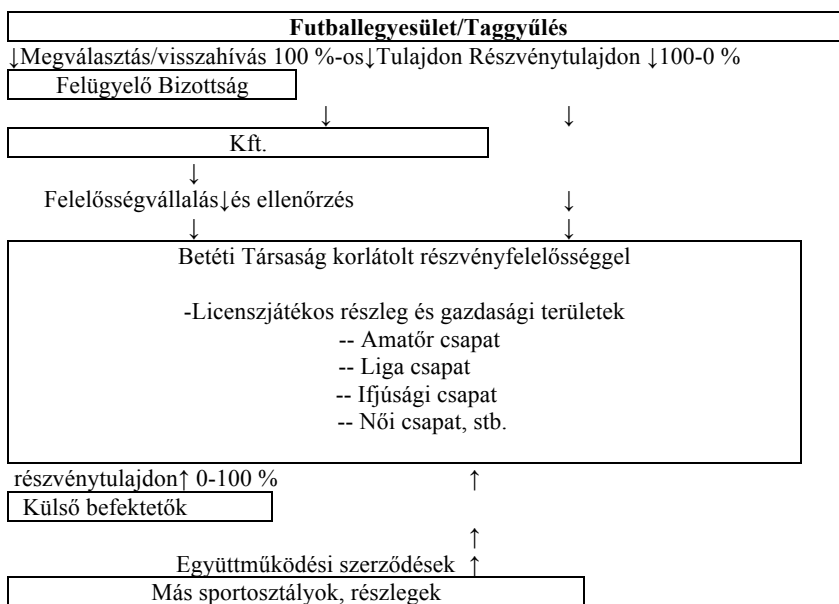 Futballegyesület/Taggyűlés
↓Megválasztás/visszahívás 100 %-os↓Tulajdon Részvénytulajdon ↓100-0 %
Felügyelő Bizottság
↓ ↓
Kft.
↓
Felelősségvállalás↓és ellenőrzés ↓
↓ ↓
Betéti Társaság korlátolt részvényfelelősséggel
-Licenszjátékos részleg és gazdasági területek
-- Amatőr csapat
-- Liga csapat
-- Ifjúsági csapat
-- Női csapat, stb.
részvénytulajdon↑ 0-100 % ↑
Külső befektetők
↑
Együttműködési szerződések ↑
Más sportosztályok, részlegek